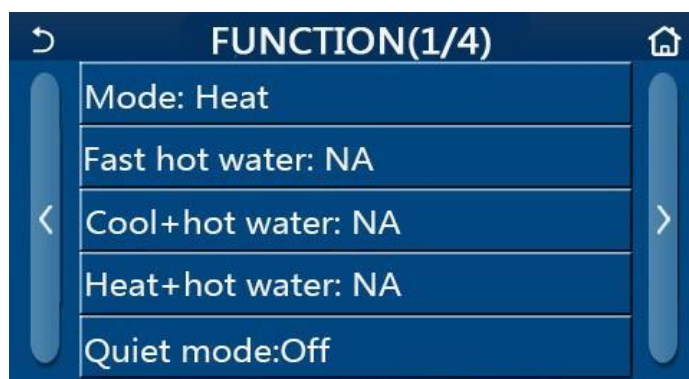 FUNCTION(1/4)
Mode: Heat
Fast hot water: NA
Cool+hot water: NA
Heat+hot water: NA
Quiet mode:Off